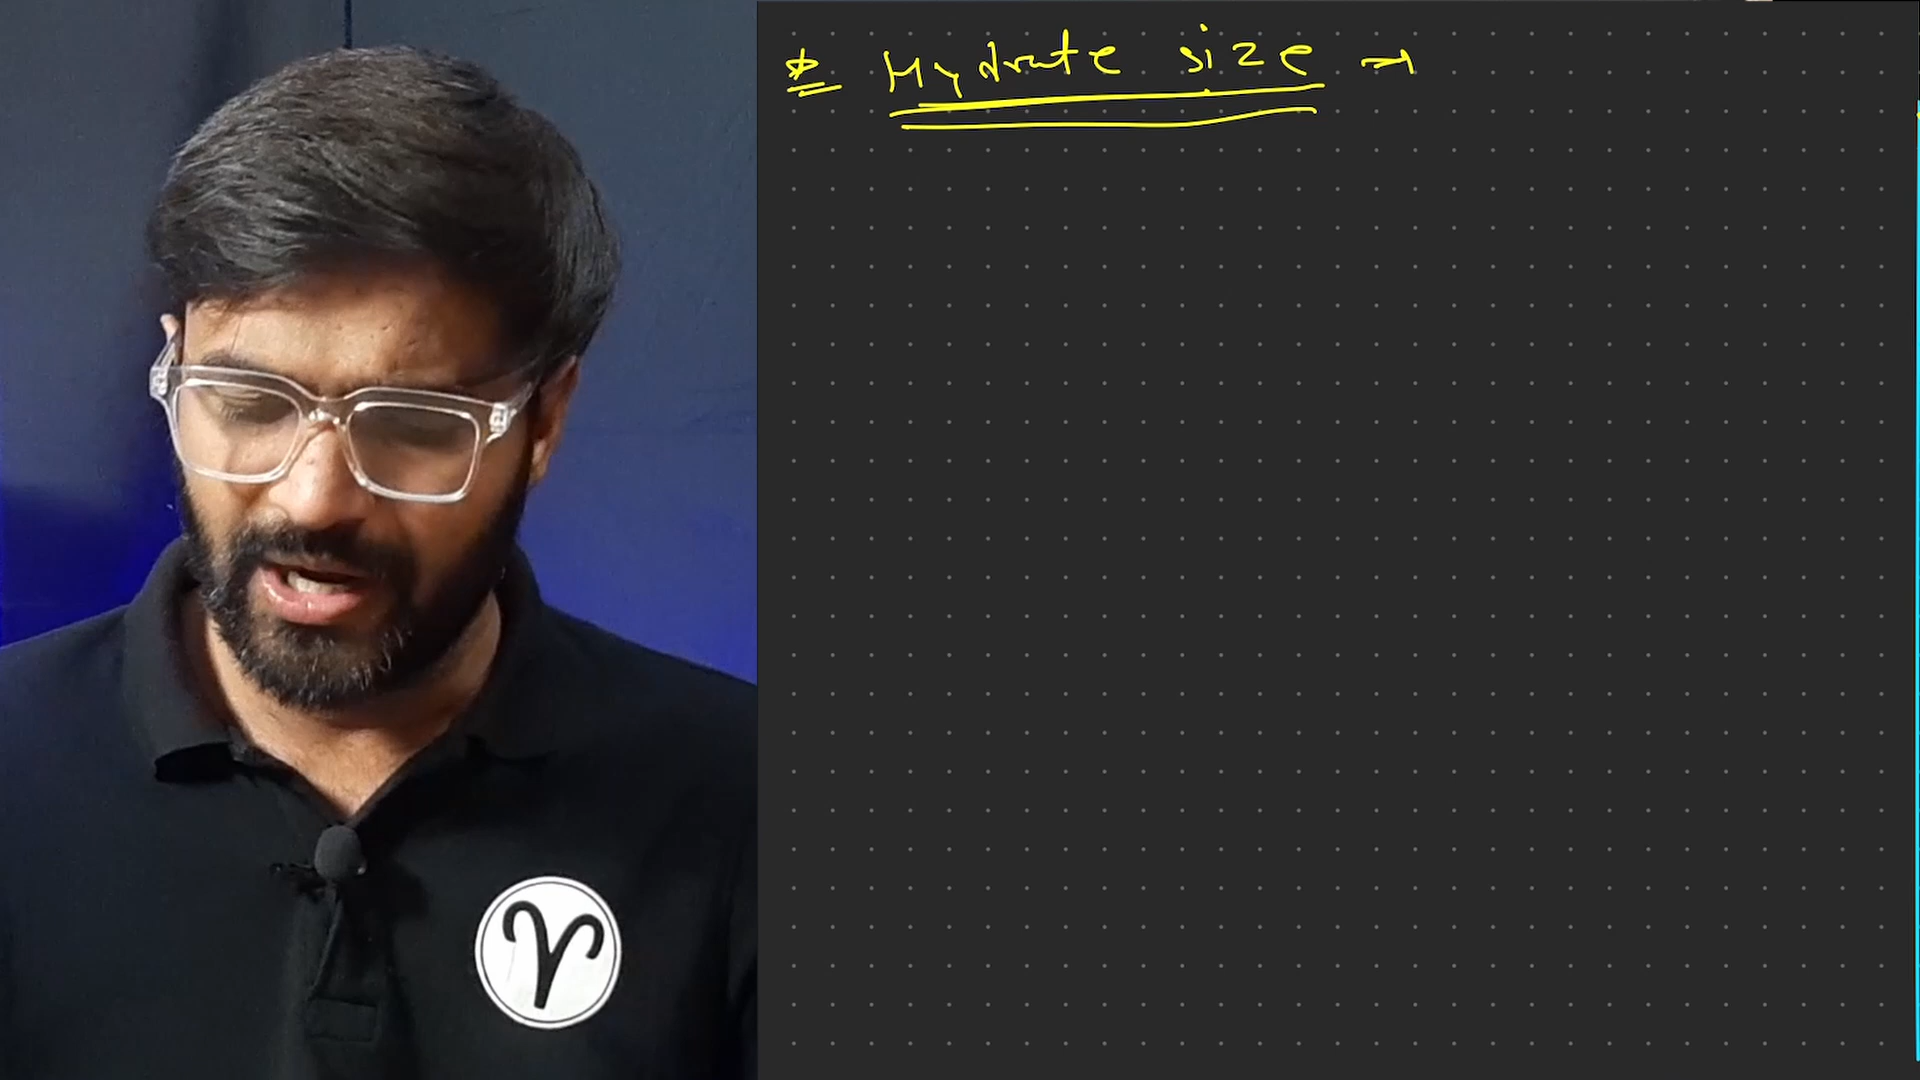 * Hydrate size →